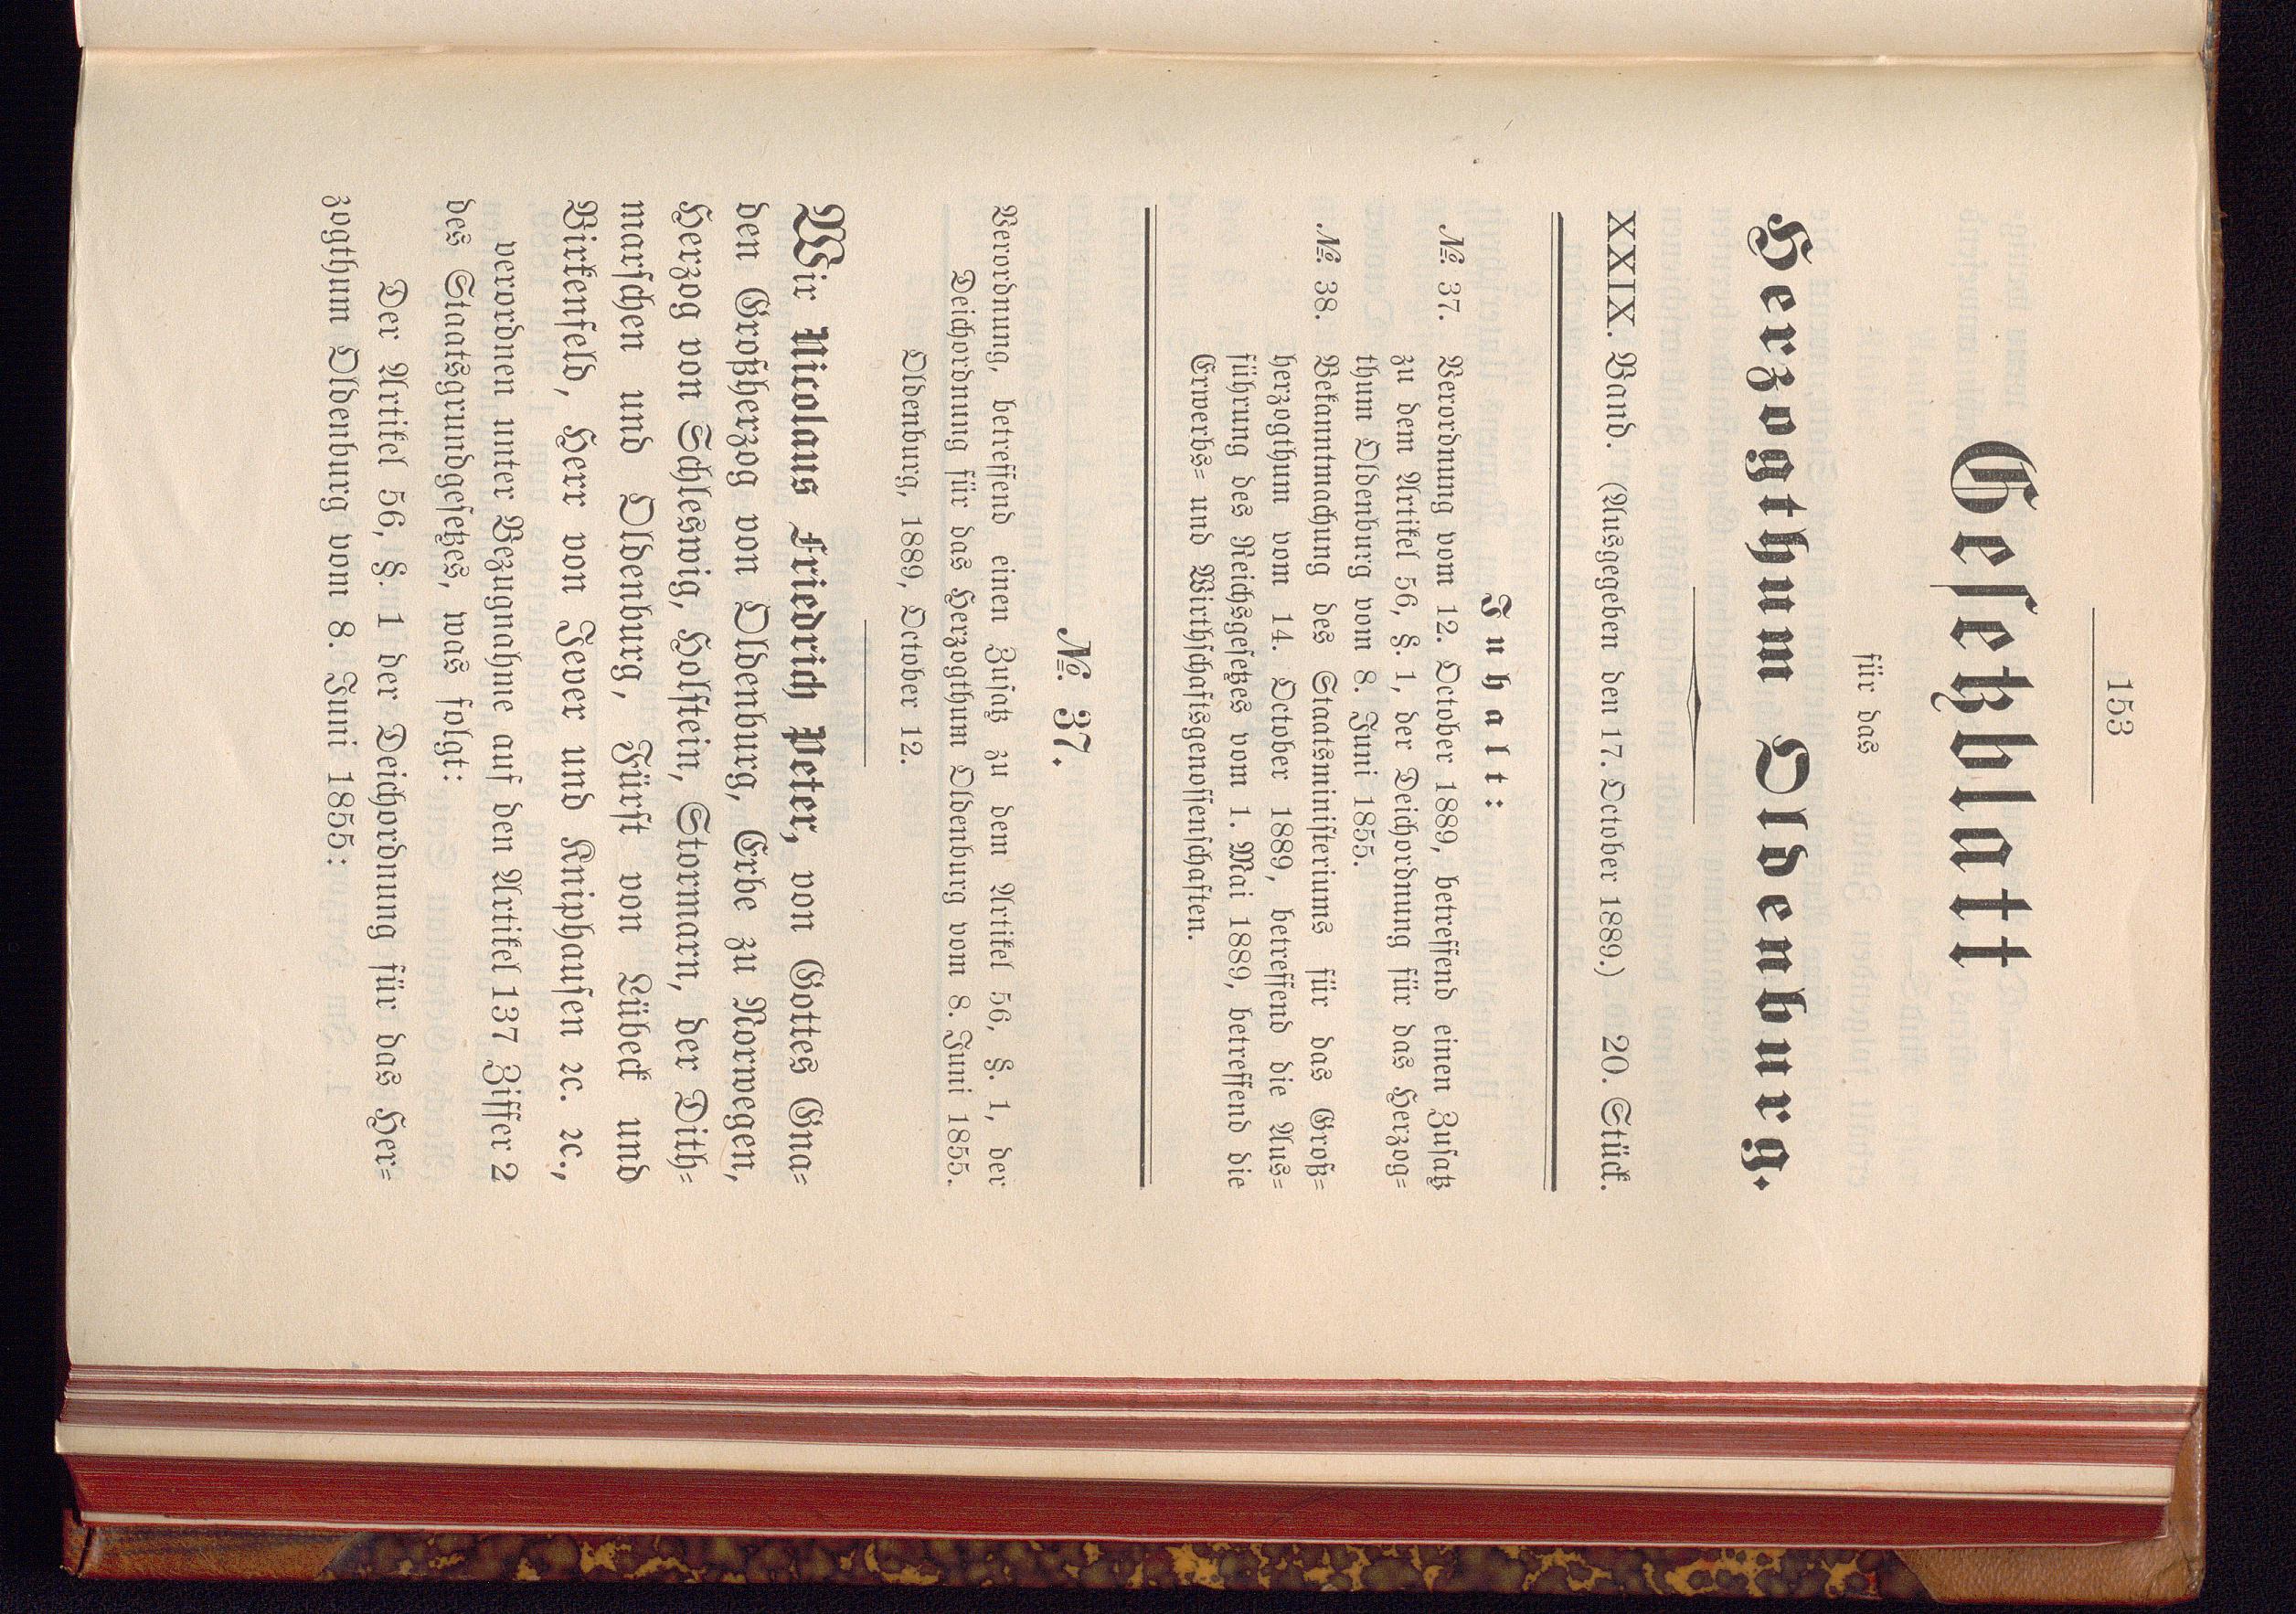 153
Geſetzblatt
für das
Herzogthum Oldenburg.
XXIX. Band. (Ausgegeben den 17. October 1889.) 20. Stück.
Inhalt:
№ 37. Verordnung vom 12. October 1889, betreffend einen Zuſatz
zu dem Artikel 56, §. 1, der Deichordnung für das Herzog-
thum Oldenburg vom 8. Juni 1855.
№ 38. Bekanntmachung des Staatsminiſteriums für das Groß-
herzogthum vom 14. October 1889, betreffend die Aus-
führung des Reichsgeſetzes vom 1. Mai 1889, betreffend die
Erwerbs- und Wirthſchaftsgenoſſenſchaften.
№ 37.
Verordnung, betreffend einen Zuſatz zu dem Artikel 56, §. 1, der
Deichordnung für das Herzogthum Oldenburg vom 8. Juni 1855.
Oldenburg, 1889, October 12.
Wir Nicolaus Friedrich Peter, von Gottes Gna-
den Großherzog von Oldenburg, Erbe zu Norwegen,
Herzog von Schleswig, Holſtein, Stormarn, der Dith-
marſchen und Oldenburg, Fürſt von Lübeck und
Birkenfeld, Herr von Jever und Kniphauſen ꝛc. ꝛc.,
verordnen unter Bezugnahme auf den Artikel 137 Ziffer 2
des Staatsgrundgeſetzes, was folgt:
Der Artikel 56, §. 1 der Deichordnung für das Her-
zogthum Oldenburg vom 8. Juni 1855: